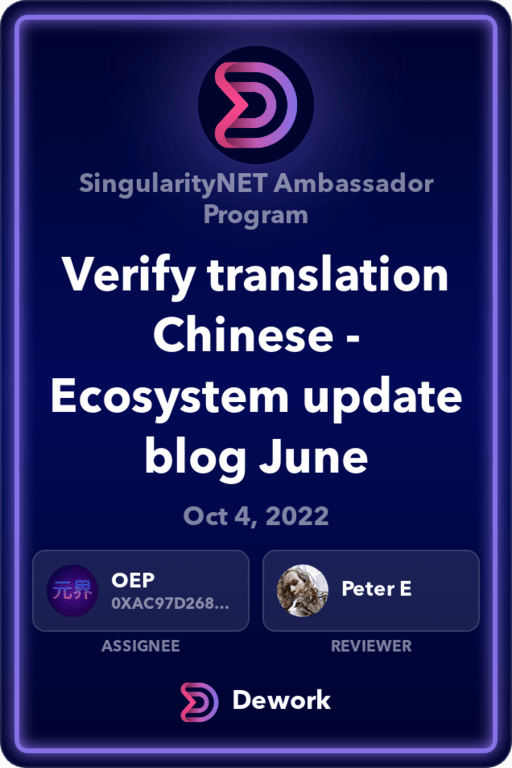 SingularityNET Ambassador
Program
Verify translation
Chinese -
Ecosystem update
blog June
Oct 4, 2022
元界
OEP
0XAC97D268...
ASSIGNEE
Peter E
REVIEWER
Dework